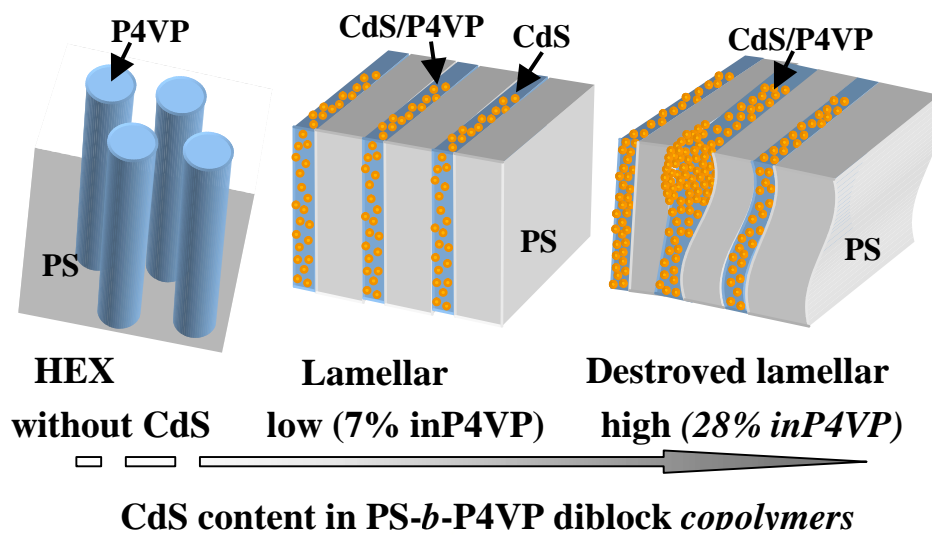 P4VP
CdS/P4VP
CdS
CdS/P4VP
PS
PS
PS
HEX
Lamellar
Destroved lamellar
without CdS
low (7% inP4VP)
high (28% inP4VP)
CdS content in PS-b-P4VP diblock copolymers